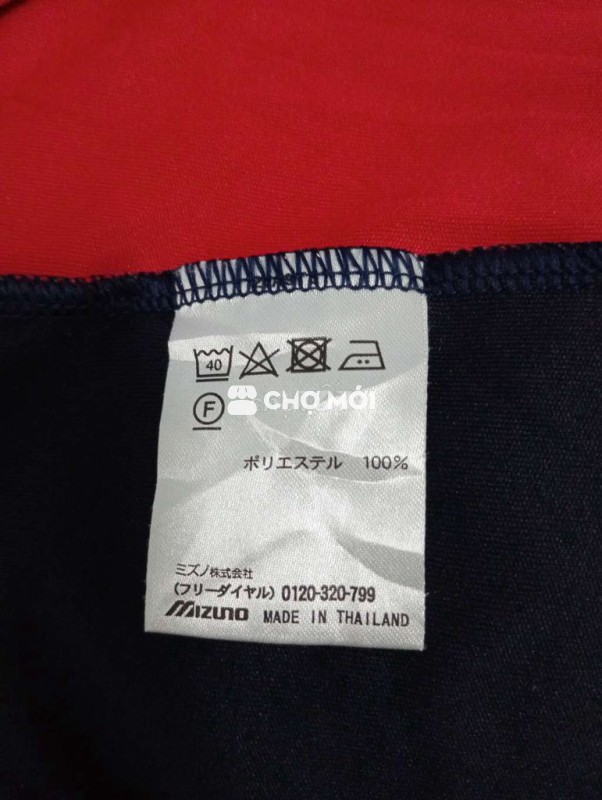 40
F
CHỢ MỚI
ポリエステル 100%
ミズノ株式会社
(フリーダイヤル) 0120-320-799
MIZUNO MADE IN THAILAND